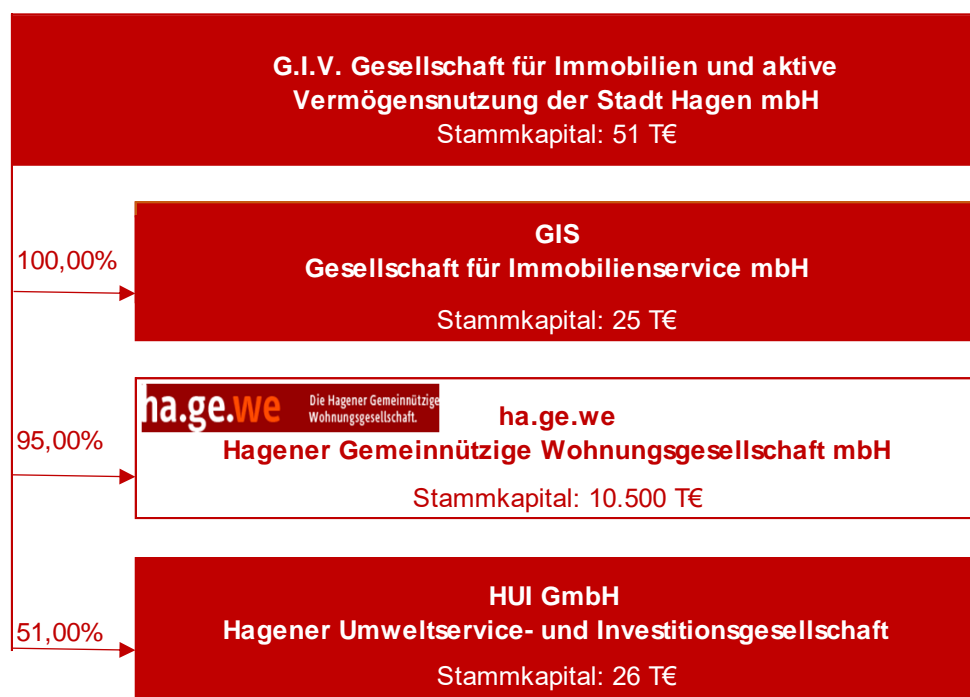 G.I.V. Gesellschaft für Immobilien und aktive
Vermögensnutzung der Stadt Hagen mbH
Stammkapital: 51 T€
100,00%
GIS
Gesellschaft für Immobilienservice mbH
Stammkapital: 25 T€
95,00%
ha.ge.we
Die Hagener Gemeinnützige
Wohnungsgesellschaft.
ha.ge.we
Hagener Gemeinnützige Wohnungsgesellschaft mbH
Stammkapital: 10.500 T€
51,00%
HUI GmbH
Hagener Umweltservice- und Investitionsgesellschaft
Stammkapital: 26 T€